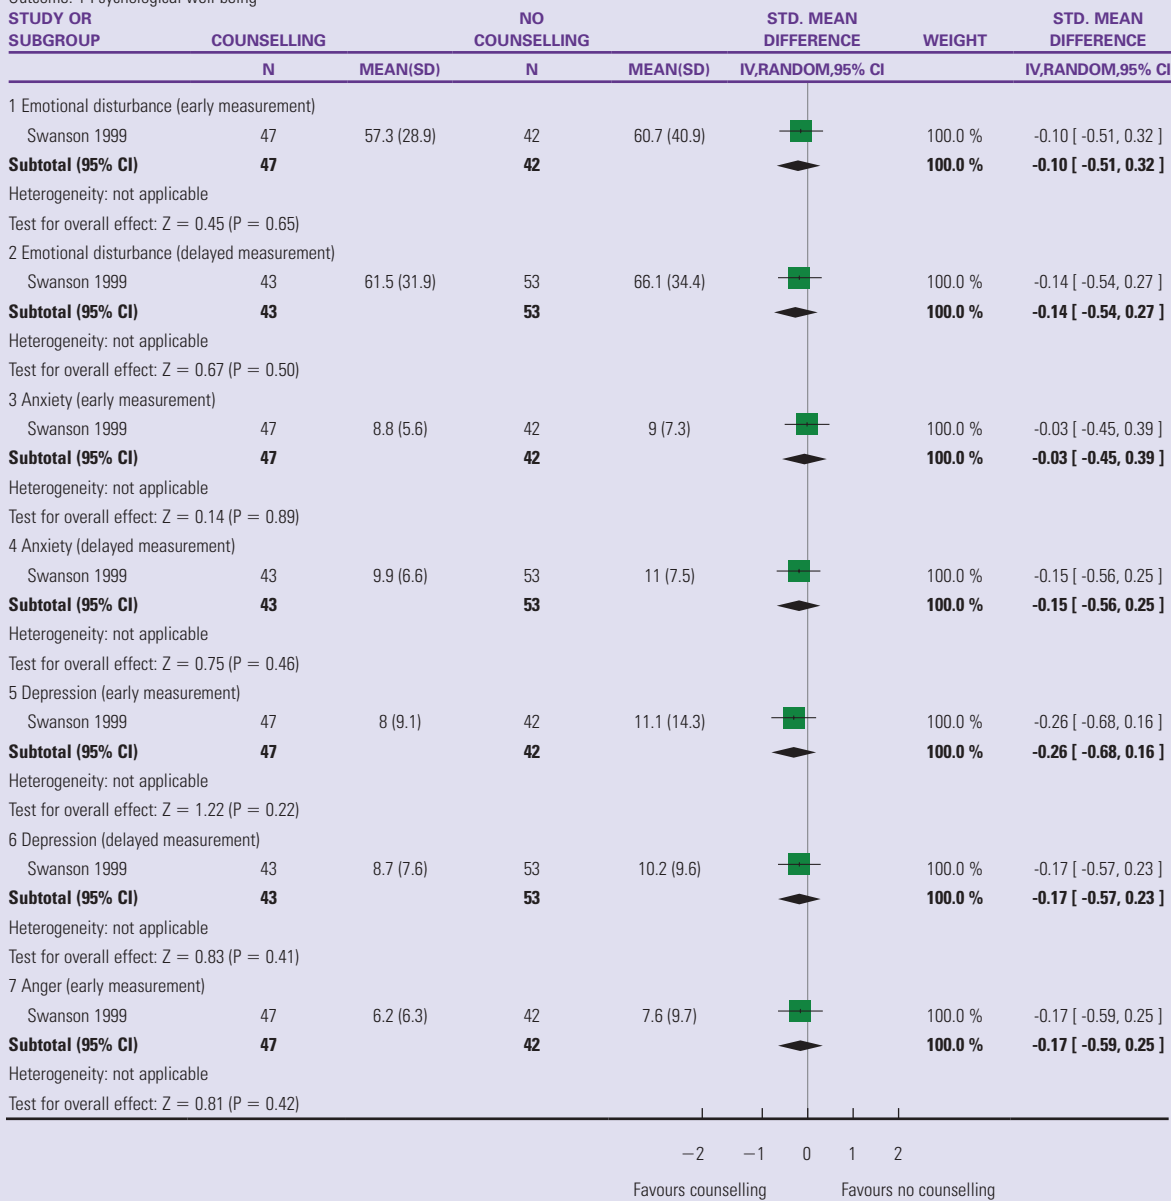 Outcome: 1 Psychological well being
STUDY OR SUBGROUP COUNSELLING NO COUNSELLING STD. MEAN DIFFERENCE WEIGHT STD. MEAN DIFFERENCE
N MEAN(SD) N MEAN(SD) IV,RANDOM,95% CI IV,RANDOM,95% CI
1 Emotional disturbance (early measurement)
Swanson 1999 47 57.3 (28.9) 42 60.7 (40.9) 100.0 % -0.10 [ -0.51, 0.32 ]
Subtotal (95% CI) 47 42 100.0 % -0.10 [ -0.51, 0.32 ]
Heterogeneity: not applicable
Test for overall effect: Z = 0.45 (P = 0.65)
2 Emotional disturbance (delayed measurement)
Swanson 1999 43 61.5 (31.9) 53 66.1 (34.4) 100.0 % -0.14 [ -0.54, 0.27 ]
Subtotal (95% CI) 43 53 100.0 % -0.14 [ -0.54, 0.27 ]
Heterogeneity: not applicable
Test for overall effect: Z = 0.67 (P = 0.50)
3 Anxiety (early measurement)
Swanson 1999 47 8.8 (5.6) 42 9 (7.3) 100.0 % -0.03 [ -0.45, 0.39 ]
Subtotal (95% CI) 47 42 100.0 % -0.03 [ -0.45, 0.39 ]
Heterogeneity: not applicable
Test for overall effect: Z = 0.14 (P = 0.89)
4 Anxiety (delayed measurement)
Swanson 1999 43 9.9 (6.6) 53 11 (7.5) 100.0 % -0.15 [ -0.56, 0.25 ]
Subtotal (95% CI) 43 53 100.0 % -0.15 [ -0.56, 0.25 ]
Heterogeneity: not applicable
Test for overall effect: Z = 0.75 (P = 0.46)
5 Depression (early measurement)
Swanson 1999 47 8 (9.1) 42 11.1 (14.3) 100.0 % -0.26 [ -0.68, 0.16 ]
Subtotal (95% CI) 47 42 100.0 % -0.26 [ -0.68, 0.16 ]
Heterogeneity: not applicable
Test for overall effect: Z = 1.22 (P = 0.22)
6 Depression (delayed measurement)
Swanson 1999 43 8.7 (7.6) 53 10.2 (9.6) 100.0 % -0.17 [ -0.57, 0.23 ]
Subtotal (95% CI) 43 53 100.0 % -0.17 [ -0.57, 0.23 ]
Heterogeneity: not applicable
Test for overall effect: Z = 0.83 (P = 0.41)
7 Anger (early measurement)
Swanson 1999 47 6.2 (6.3) 42 7.6 (9.7) 100.0 % -0.17 [ -0.59, 0.25 ]
Subtotal (95% CI) 47 42 100.0 % -0.17 [ -0.59, 0.25 ]
Heterogeneity: not applicable
Test for overall effect: Z = 0.81 (P = 0.42)
−2 −1 0 1 2
Favours counselling Favours no counselling